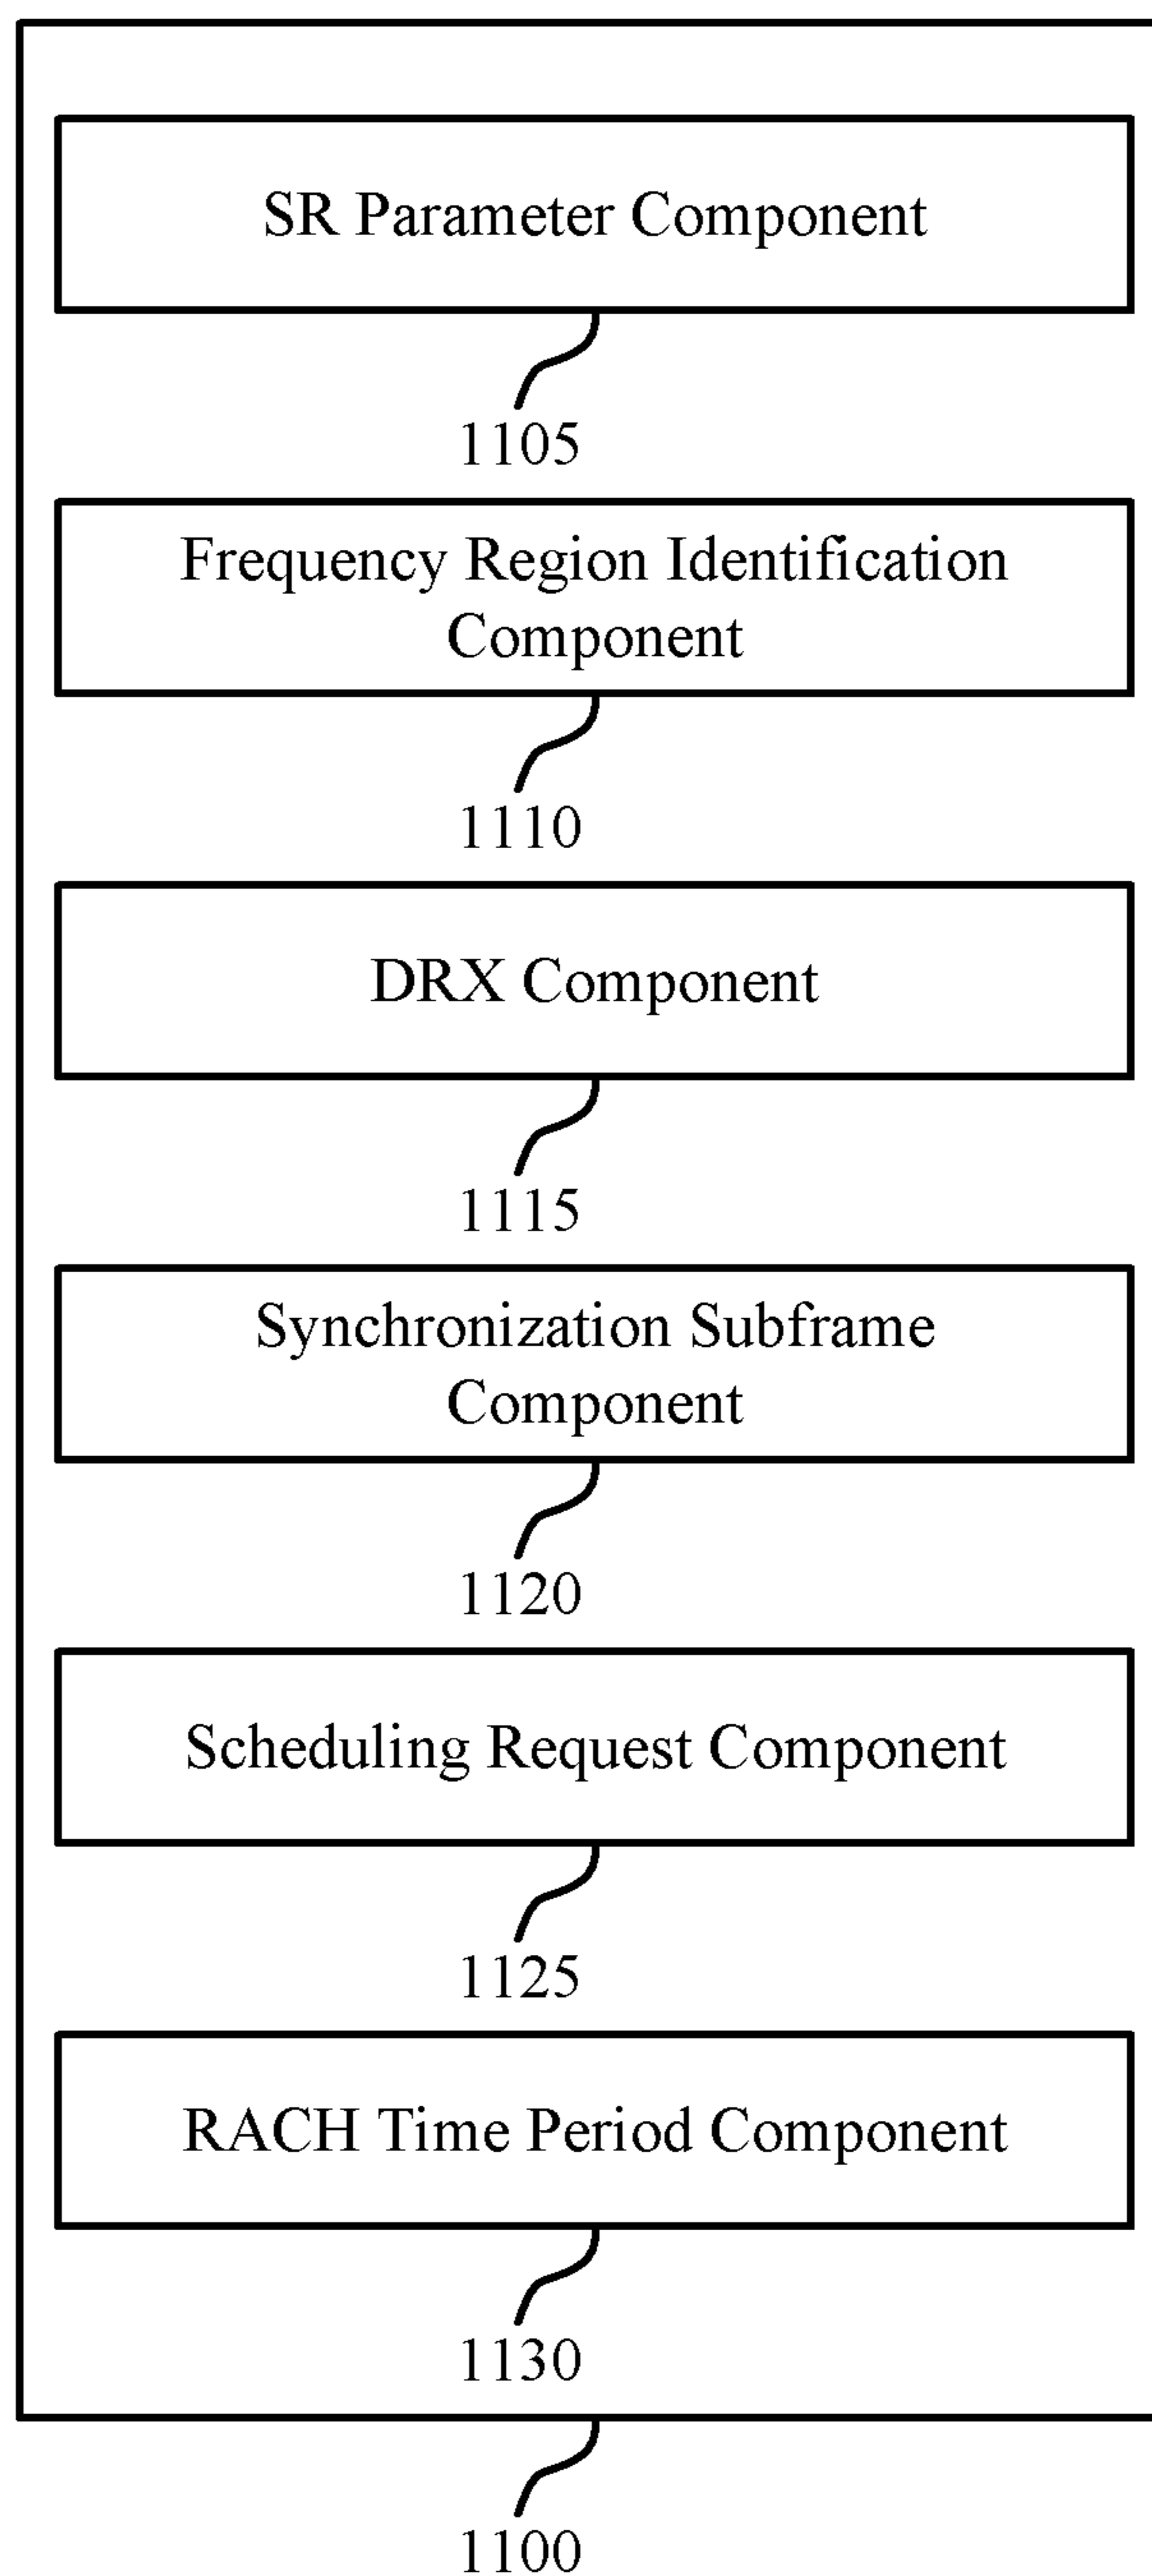 SR Parameter Component
1105
Frequency Region Identification
Component
1110
DRX Component
1115
Synchronization Subframe
Component
1120
Scheduling Request Component
1125
RACH Time Period Component
1130
1100